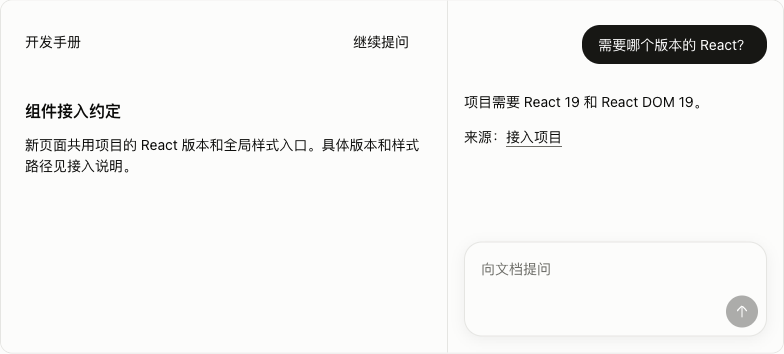 开发手册
继续提问
组件接入约定
新页面共用项目的 React 版本和全局样式入口。具体版本和样式
路径见接入说明。
需要哪个版本的 React？
项目需要 React 19 和 React DOM 19。
来源：接入项目
向文档提问